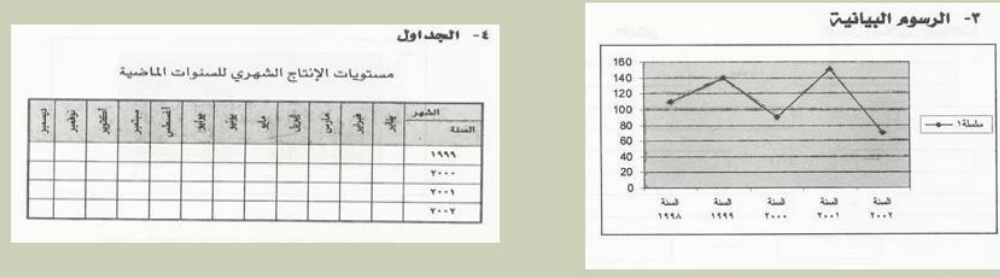 ٣- الرسوم البيانية
160
140
120
100
80
60
40
20
0
السنة ١٩٩٨
السنة ١٩٩٩
السنة ٢٠٠٠
السنة ٢٠٠١
السنة ٢٠٠٢
سلسلة١
٤- الجداول
مستويات الإنتاج الشهري للسنوات الماضية
الشهر
السنة
يناير فبراير مارس إبريل مايو يونيو يوليو أغسطس سبتمبر أكتوبر نوفمبر ديسمبر
١٩٩٩
٢٠٠٠
٢٠٠١
٢٠٠٢